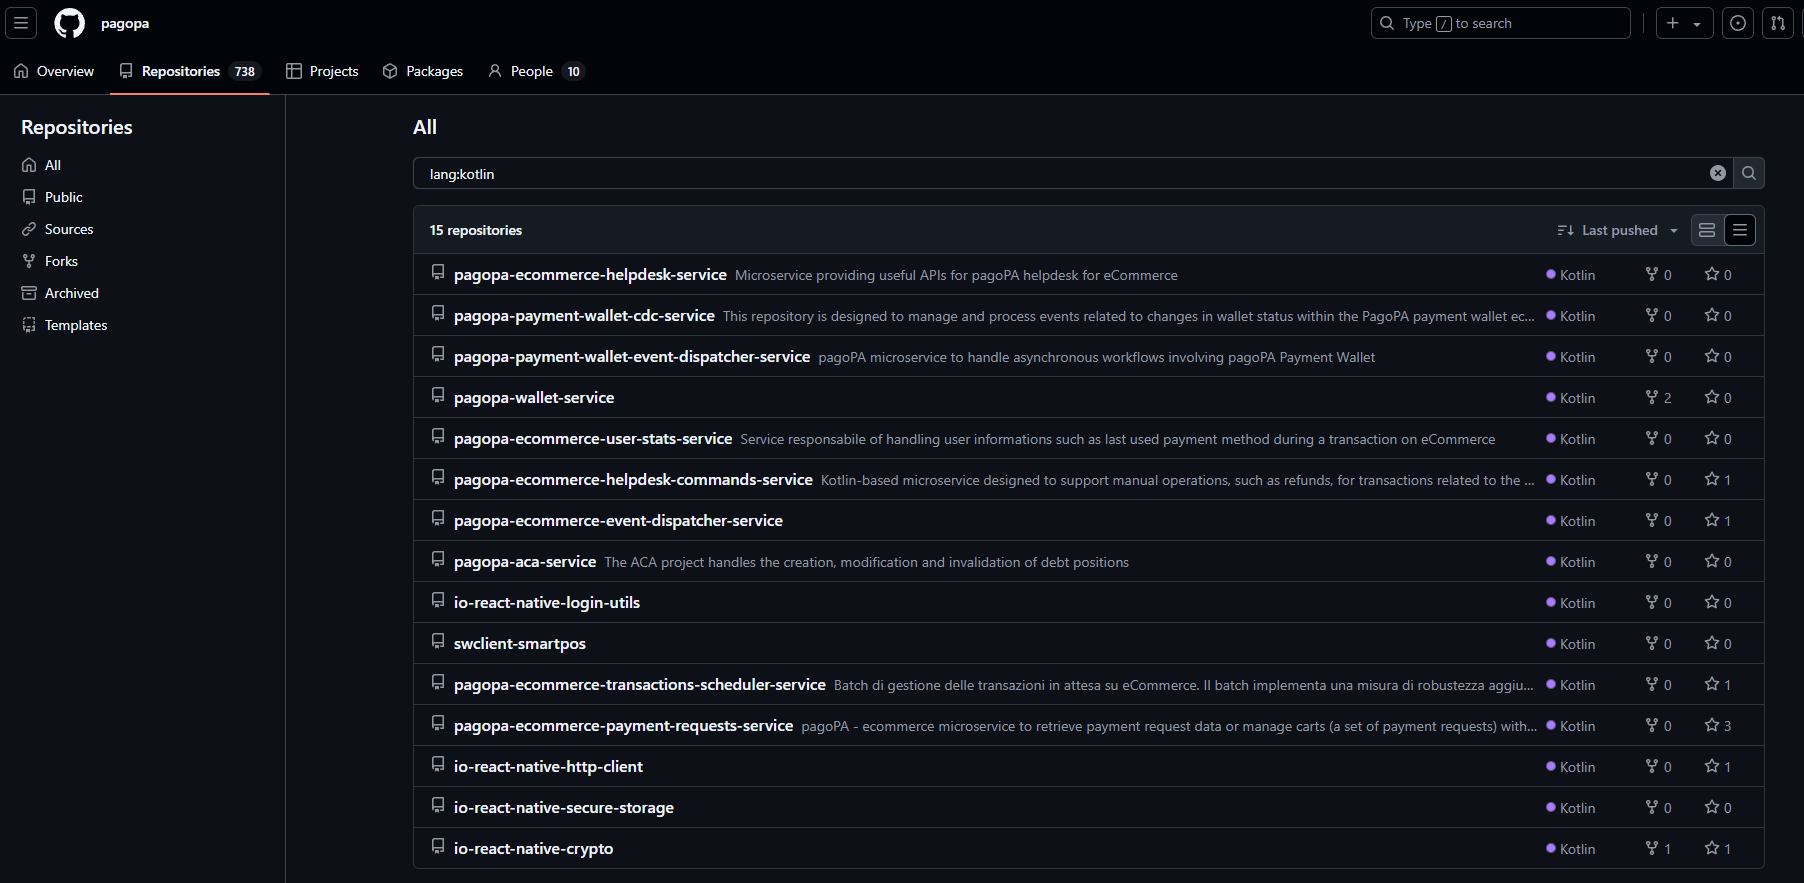 pagopa
Type / to search
Overview
Repositories 738
Projects
Packages
People 10
Repositories
All
Public
Sources
Forks
Archived
Templates
All
lang:kotlin
15 repositories
Last pushed
pagopa-ecommerce-helpdesk-service Microservice providing useful APIs for pagoPA helpdesk for eCommerce Kotlin 0 0
pagopa-payment-wallet-cdc-service This repository is designed to manage and process events related to changes in wallet status within the PagoPA payment wallet ec... Kotlin 0 0
pagopa-payment-wallet-event-dispatcher-service pagoPA microservice to handle asynchronous workflows involving pagoPA Payment Wallet Kotlin 0 0
pagopa-wallet-service Kotlin 2 0
pagopa-ecommerce-user-stats-service Service responsabile of handling user informations such as last used payment method during a transaction on eCommerce Kotlin 0 0
pagopa-ecommerce-helpdesk-commands-service Kotlin-based microservice designed to support manual operations, such as refunds, for transactions related to the ... Kotlin 0 1
pagopa-ecommerce-event-dispatcher-service Kotlin 0 1
pagopa-aca-service The ACA project handles the creation, modification and invalidation of debt positions Kotlin 0 0
io-react-native-login-utils Kotlin 0 0
swclient-smartpos Kotlin 0 0
pagopa-ecommerce-transactions-scheduler-service Batch di gestione delle transazioni in attesa su eCommerce. Il batch implementa una misura di robustezza aggiu... Kotlin 0 1
pagopa-ecommerce-payment-requests-service pagoPA - ecommerce microservice to retrieve payment request data or manage carts (a set of payment requests) with... Kotlin 0 3
io-react-native-http-client Kotlin 0 1
io-react-native-secure-storage Kotlin 0 0
io-react-native-crypto Kotlin 1 1